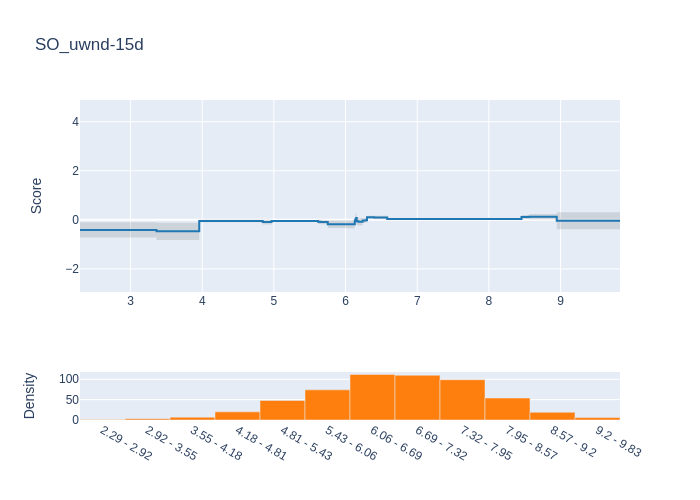 SO_uwnd-15d
Score
4
2
0
−2
3
4
5
6
7
8
9
Density
100
50
0
2.29 - 2.92
2.92 - 3.55
3.55 - 4.18
4.18 - 4.81
4.81 - 5.43
5.43 - 6.06
6.06 - 6.69
6.69 - 7.32
7.32 - 7.95
7.95 - 8.57
8.57 - 9.2
9.2 - 9.83